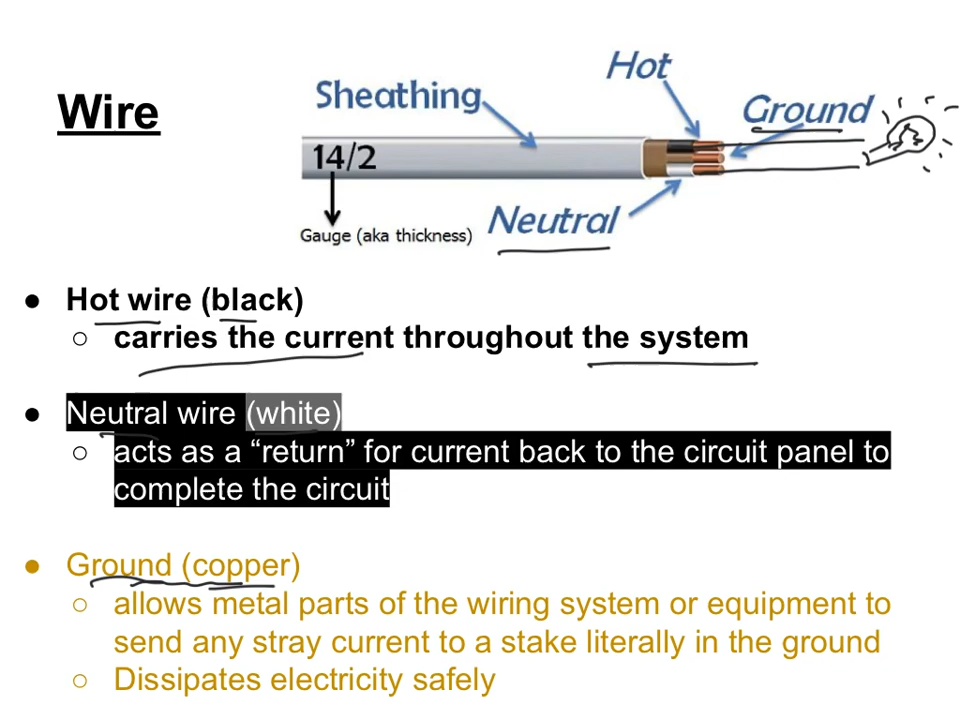 Hot
Sheathing
Ground
Wire
14/2
Neutral
Gauge (aka thickness)
● Hot wire (black)
○ carries the current throughout the system
● Neutral wire (white)
○ acts as a “return” for current back to the circuit panel to
complete the circuit
● Ground (copper)
○ allows metal parts of the wiring system or equipment to
send any stray current to a stake literally in the ground
○ Dissipates electricity safely